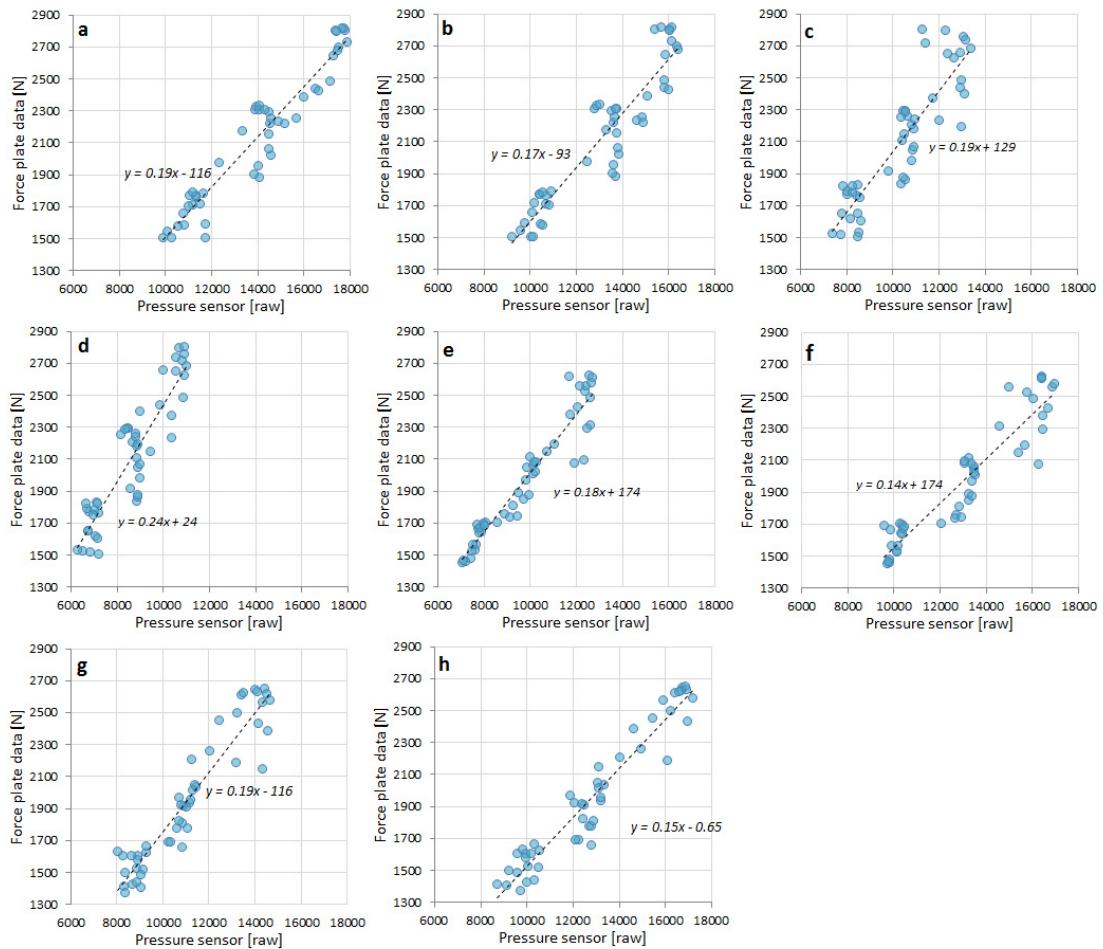 a
Force plate data [N]
2900
2700
2500
2300
2100
1900
1700
1500
1300
y = 0.19x - 116
6000 8000 10000 12000 14000 16000 18000
Pressure sensor [raw]
b
Force plate data [N]
2900
2700
2500
2300
2100
1900
1700
1500
1300
y = 0.17x - 93
6000 8000 10000 12000 14000 16000 18000
Pressure sensor [raw]
c
Force plate data [N]
2900
2700
2500
2300
2100
1900
1700
1500
1300
y = 0.19x + 129
6000 8000 10000 12000 14000 16000 18000
Pressure sensor [raw]
d
Force plate data [N]
2900
2700
2500
2300
2100
1900
1700
1500
1300
y = 0.24x + 24
6000 8000 10000 12000 14000 16000 18000
Pressure sensor [raw]
e
Force plate data [N]
2900
2700
2500
2300
2100
1900
1700
1500
1300
y = 0.18x + 174
6000 8000 10000 12000 14000 16000 18000
Pressure sensor [raw]
f
Force plate data [N]
2900
2700
2500
2300
2100
1900
1700
1500
1300
y = 0.14x + 174
6000 8000 10000 12000 14000 16000 18000
Pressure sensor [raw]
g
Force plate data [N]
2900
2700
2500
2300
2100
1900
1700
1500
1300
y = 0.19x - 116
6000 8000 10000 12000 14000 16000 18000
Pressure sensor [raw]
h
Force plate data [N]
2900
2700
2500
2300
2100
1900
1700
1500
1300
y = 0.15x - 0.65
6000 8000 10000 12000 14000 16000 18000
Pressure sensor [raw]